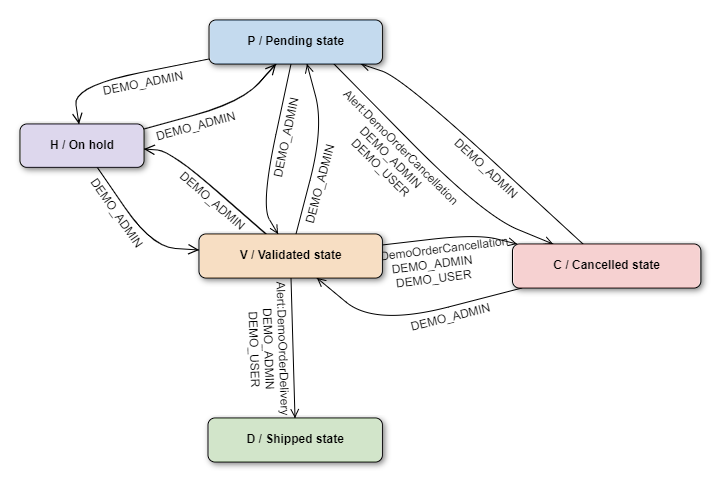 P / Pending state
DEMO_ADMIN
DEMO_ADMIN
H / On hold
DEMO_ADMIN
DEMO_ADMIN
Alert:DemoOrderCancellation
DEMO_ADMIN
DEMO_USER
DEMO_ADMIN
DEMO_ADMIN
DEMO_ADMIN
V / Validated state
DemoOrderCancellation
DEMO_ADMIN
DEMO_USER
C / Cancelled state
DEMO_ADMIN
Alert:DemoOrderDelivery
DEMO_ADMIN
DEMO_USER
D / Shipped state